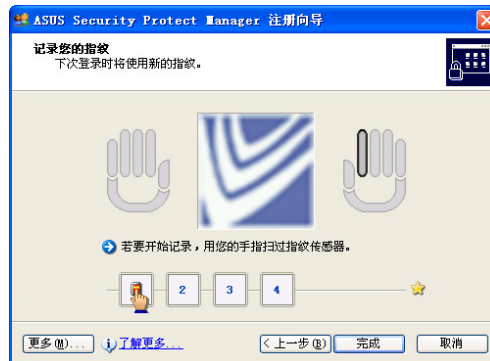 ASUS Security Protect Manager 注册向导
记录您的指纹
下次登录时将使用新的指纹。
若要开始记录，用您的手指扫过指纹传感器。
2 3 4
更多(M)... 了解更多... < 上一步(B) 完成 取消